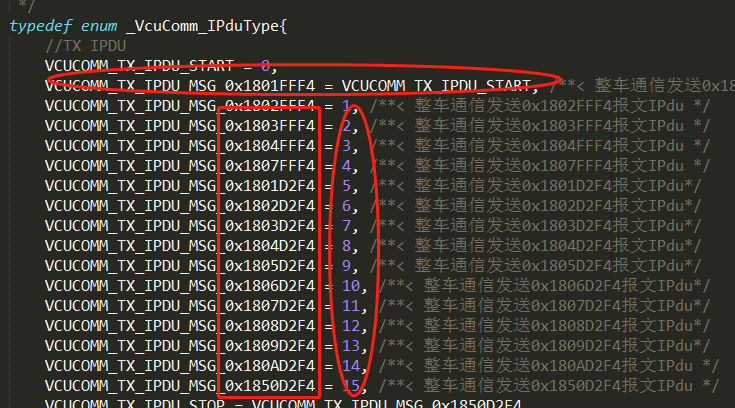 */
typedef enum _VcuComm_IPduType{
//TX IPDU
VCUCOMM_TX_IPDU_START = 0,
VCUCOMM_TX_IPDU_MSG_0x1801FFF4 = VCUCOMM_TX_IPDU_START, /**< 整车通信发送0x18
VCUCOMM_TX_IPDU_MSG_0x1802FFF4 = 1, /**< 整车通信发送0x1802FFF4报文IPdu */
VCUCOMM_TX_IPDU_MSG_0x1803FFF4 = 2, /**< 整车通信发送0x1803FFF4报文IPdu */
VCUCOMM_TX_IPDU_MSG_0x1804FFF4 = 3, /**< 整车通信发送0x1804FFF4报文IPdu */
VCUCOMM_TX_IPDU_MSG_0x1807FFF4 = 4, /**< 整车通信发送0x1807FFF4报文IPdu */
VCUCOMM_TX_IPDU_MSG_0x1801D2F4 = 5, /**< 整车通信发送0x1801D2F4报文IPdu*/
VCUCOMM_TX_IPDU_MSG_0x1802D2F4 = 6, /**< 整车通信发送0x1802D2F4报文IPdu*/
VCUCOMM_TX_IPDU_MSG_0x1803D2F4 = 7, /**< 整车通信发送0x1803D2F4报文IPdu*/
VCUCOMM_TX_IPDU_MSG_0x1804D2F4 = 8, /**< 整车通信发送0x1804D2F4报文IPdu*/
VCUCOMM_TX_IPDU_MSG_0x1805D2F4 = 9, /**< 整车通信发送0x1805D2F4报文IPdu*/
VCUCOMM_TX_IPDU_MSG_0x1806D2F4 = 10, /**< 整车通信发送0x1806D2F4报文IPdu*/
VCUCOMM_TX_IPDU_MSG_0x1807D2F4 = 11, /**< 整车通信发送0x1807D2F4报文IPdu*/
VCUCOMM_TX_IPDU_MSG_0x1808D2F4 = 12, /**< 整车通信发送0x1808D2F4报文IPdu*/
VCUCOMM_TX_IPDU_MSG_0x1809D2F4 = 13, /**< 整车通信发送0x1809D2F4报文IPdu*/
VCUCOMM_TX_IPDU_MSG_0x180AD2F4 = 14, /**< 整车通信发送0x180AD2F4报文IPdu */
VCUCOMM_TX_IPDU_MSG_0x1850D2F4 = 15, /**< 整车通信发送0x1850D2F4报文IPdu */
VCUCOMM_TX_IPDU_STOP = VCUCOMM_TX_IPDU_MSG_0x1850D2F4